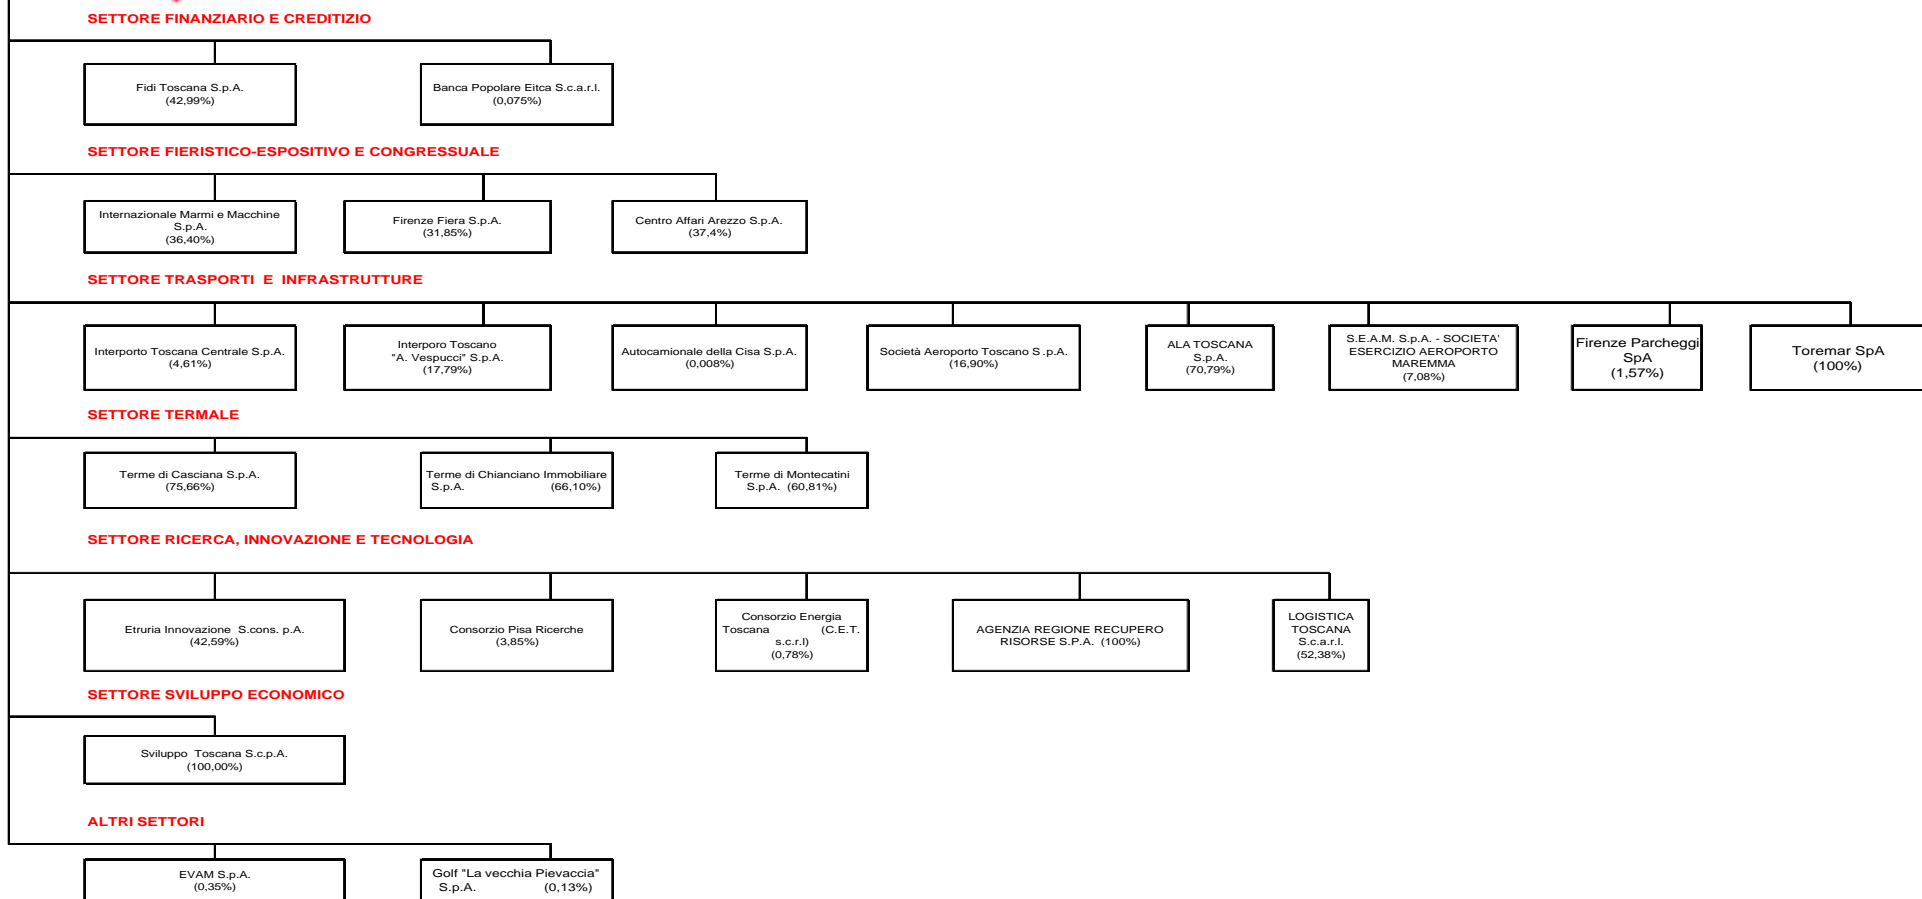 SETTORE FINANZIARIO E CREDITIZIO
Fidi Toscana S.p.A.
(42,99%)
Banca Popolare Eitca S.c.a.r.l.
(0,075%)
SETTORE FIERISTICO-ESPOSITIVO E CONGRESSUALE
Internazionale Marmi e Macchine
S.p.A.
(36,40%)
Firenze Fiera S.p.A.
(31,85%)
Centro Affari Arezzo S.p.A.
(37,4%)
SETTORE TRASPORTI E INFRASTRUTTURE
Interporto Toscana Centrale S.p.A.
(4,61%)
Interporo Toscano
"A. Vespucci" S.p.A.
(17,79%)
Autocamionale della Cisa S.p.A.
(0,008%)
Società Aeroporto Toscano S .p.A.
(16,90%)
ALA TOSCANA
S.p.A.
(70,79%)
S.E.A.M. S.p.A. - SOCIETA'
ESERCIZIO AEROPORTO
MAREMMA
(7,08%)
Firenze Parcheggi
SpA
(1,57%)
Toremar SpA
(100%)
SETTORE TERMALE
Terme di Casciana S.p.A.
(75,66%)
Terme di Chianciano Immobiliare
S.p.A. (66,10%)
Terme di Montecatini
S.p.A. (60,81%)
SETTORE RICERCA, INNOVAZIONE E TECNOLOGIA
Etruria Innovazione S.cons. p.A.
(42,59%)
Consorzio Pisa Ricerche
(3,85%)
Consorzio Energia
Toscana (C.E.T.
s.c.r.l)
(0,78%)
AGENZIA REGIONE RECUPERO
RISORSE S.P.A. (100%)
LOGISTICA
TOSCANA
S.c.a.r.l.
(52,38%)
SETTORE SVILUPPO ECONOMICO
Sviluppo Toscana S.c.p.A.
(100,00%)
ALTRI SETTORI
EVAM S.p.A.
(0,35%)
Golf "La vecchia Pievaccia"
S.p.A. (0,13%)